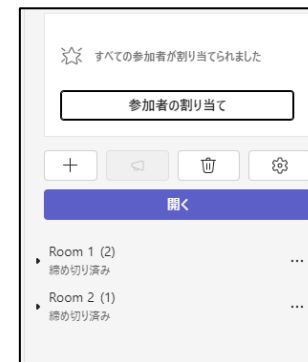 すべての参加者が割り当てられました
参加者の割り当て
開く
Room 1 (2)
締め切り済み
Room 2 (1)
締め切り済み